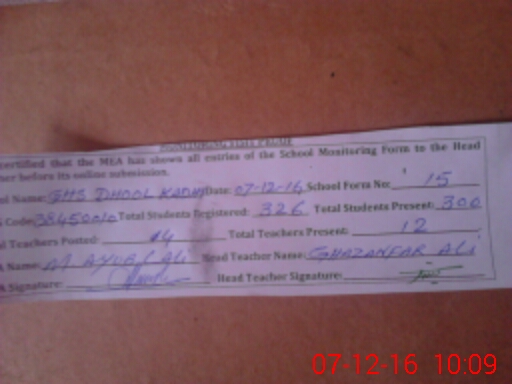 certified that the MEA has shown all entries of the School Monitoring Form to the Head
before its online submission.
Name: GHS DHOOL KADHI Date: 07-12-16 School Form No: 15
Code: 38450010 Total Students Registered: 326 Total Students Present: 300
Teachers Posted: 14 Total Teachers Present: 12
Name: M AYUB ALI Head Teacher Name: GHAZANFAR ALI
Signature: Head Teacher Signature:
07-12-16 10:09